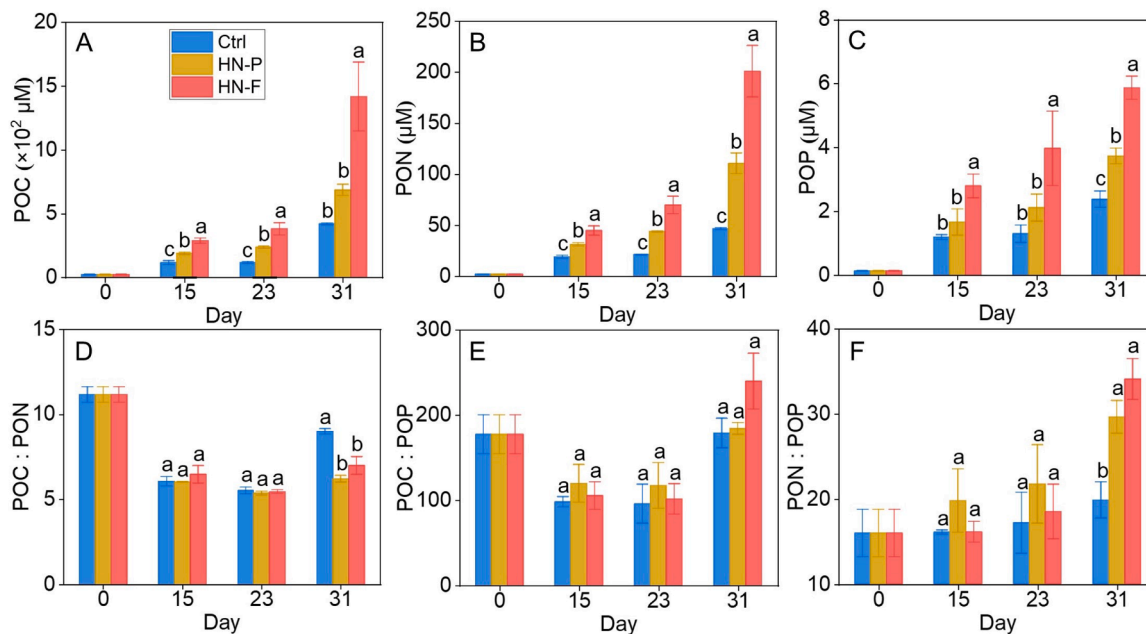 A
Ctrl
HN-P
HN-F
POC (×10² µM)
20
15
10
5
0
c b a
c b a
c b a
0 15 23 31
Day
B
PON (µM)
250
200
150
100
50
0
c b a
c b a
c b a
0 15 23 31
Day
C
POP (µM)
8
6
4
2
0
b b a
b b a
c b a
0 15 23 31
Day
D
POC : PON
15
10
5
0
a a a
a a a
a b b
0 15 23 31
Day
E
POC : POP
300
200
100
0
a a a
a a a
a a a
0 15 23 31
Day
F
PON : POP
40
30
20
10
a a a
a a a
b a a
0 15 23 31
Day